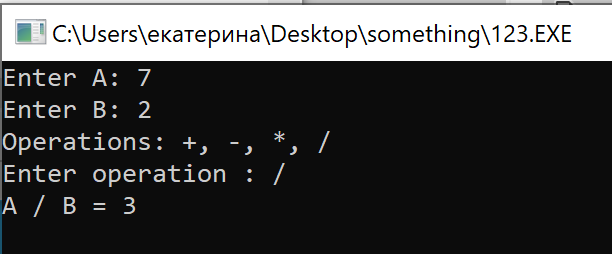 C:\Users\екатерина\Desktop\something\123.EXE
Enter A: 7
Enter B: 2
Operations: +, -, *, /
Enter operation : /
A / B = 3